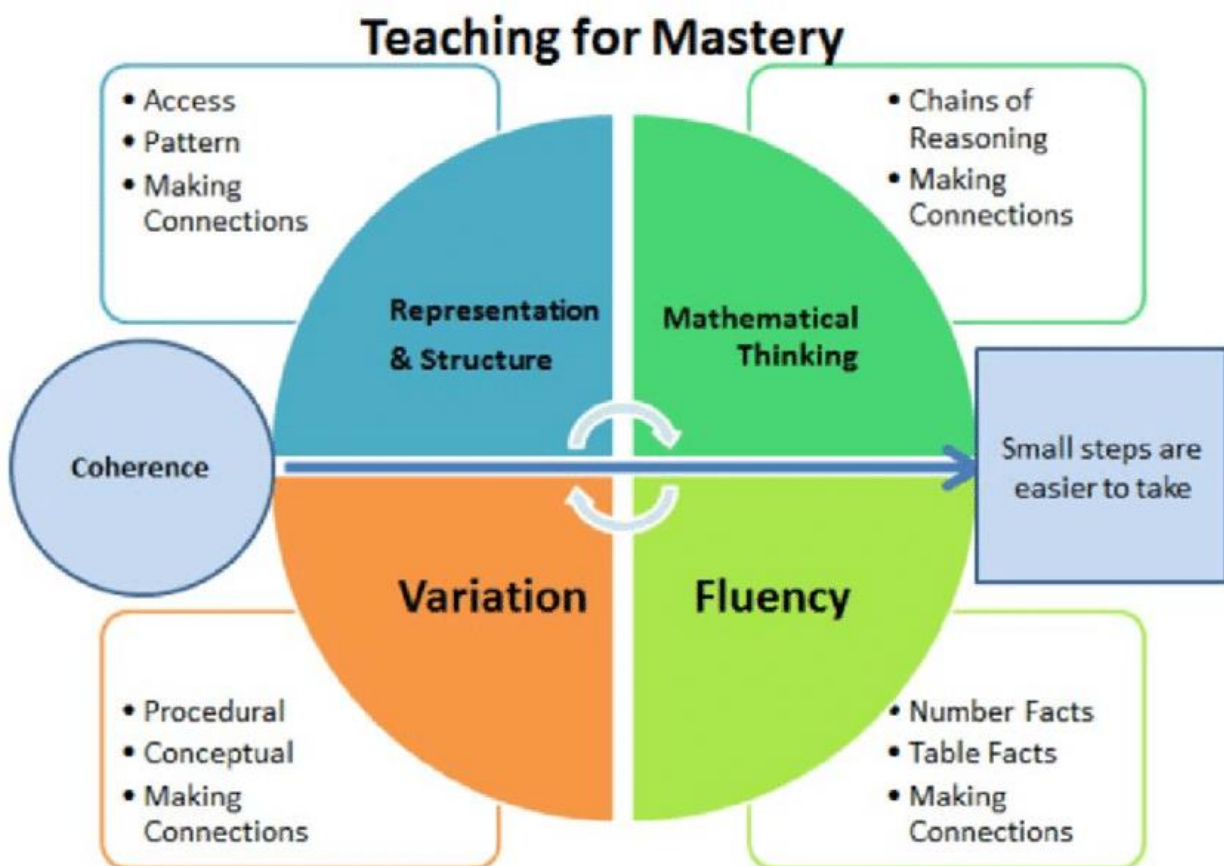 Teaching for Mastery
• Access
• Pattern
• Making
Connections
• Chains of
Reasoning
• Making
Connections
Representation
& Structure
Mathematical
Thinking
Coherence
Small steps are
easier to take
Variation
Fluency
• Procedural
• Conceptual
• Making
Connections
• Number Facts
• Table Facts
• Making
Connections